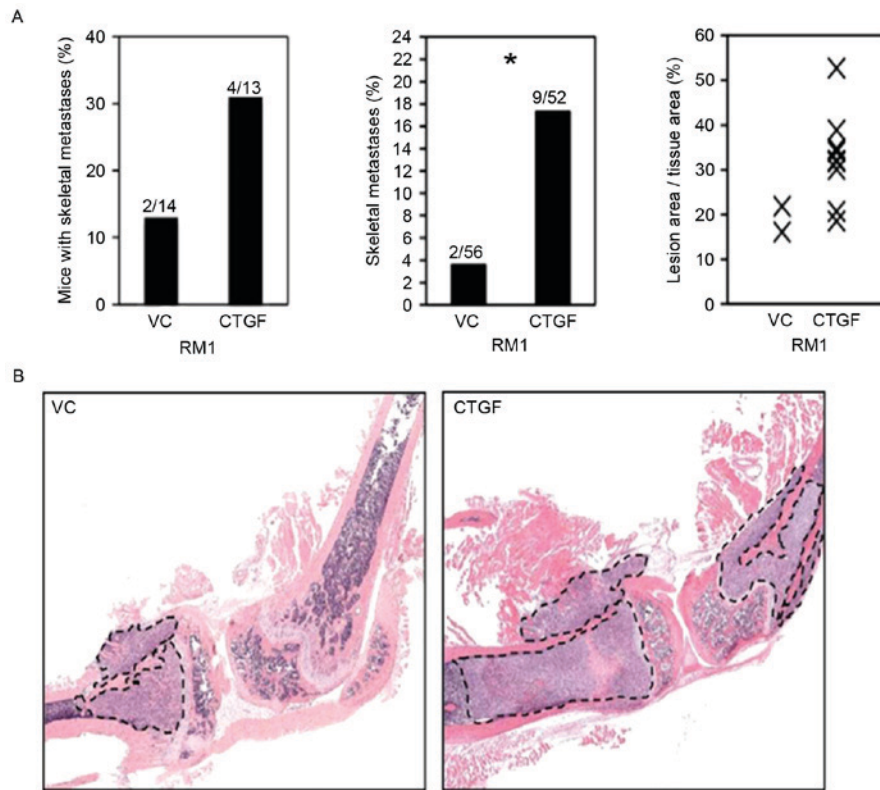 A
Mice with skeletal metastases (%)
40
30
20
10
0
2/14
4/13
VC CTGF
RM1
Skeletal metastases (%)
24
22
20
18
16
14
12
10
8
6
4
2
0
*
2/56
9/52
VC CTGF
RM1
Lesion area / tissue area (%)
60
50
40
30
20
10
0
VC CTGF
RM1
B
VC
CTGF